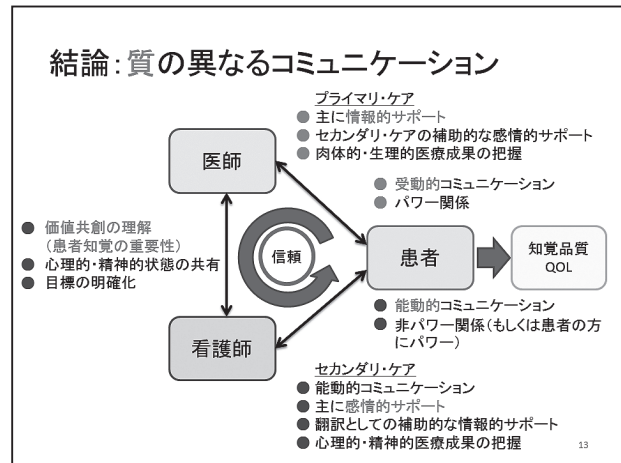 結論:質の異なるコミュニケーション
プライマリ・ケア
● 主に情報的サポート
● セカンダリ・ケアの補助的な感情的サポート
● 肉体的・生理的医療成果の把握
医師
● 受動的コミュニケーション
● パワー関係
● 価値共創の理解
(患者知覚の重要性)
● 心理的・精神的状態の共有
● 目標の明確化
信頼
患者
知覚品質
QOL
● 能動的コミュニケーション
● 非パワー関係(もしくは患者の方
にパワー)
看護師
セカンダリ・ケア
● 能動的コミュニケーション
● 主に感情的サポート
● 翻訳としての補助的な情報的サポート
● 心理的・精神的医療成果の把握
13